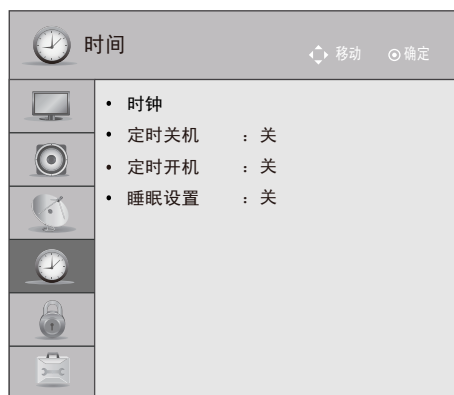 时间
移动 确定
时钟
定时关机 ：关
定时开机 ：关
睡眠设置 ：关